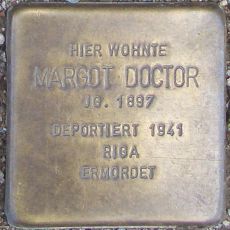 HIER WOHNTE
MARGOT DOCTOR
JG. 1897
DEPORTIERT 1941
RIGA
ERMORDET